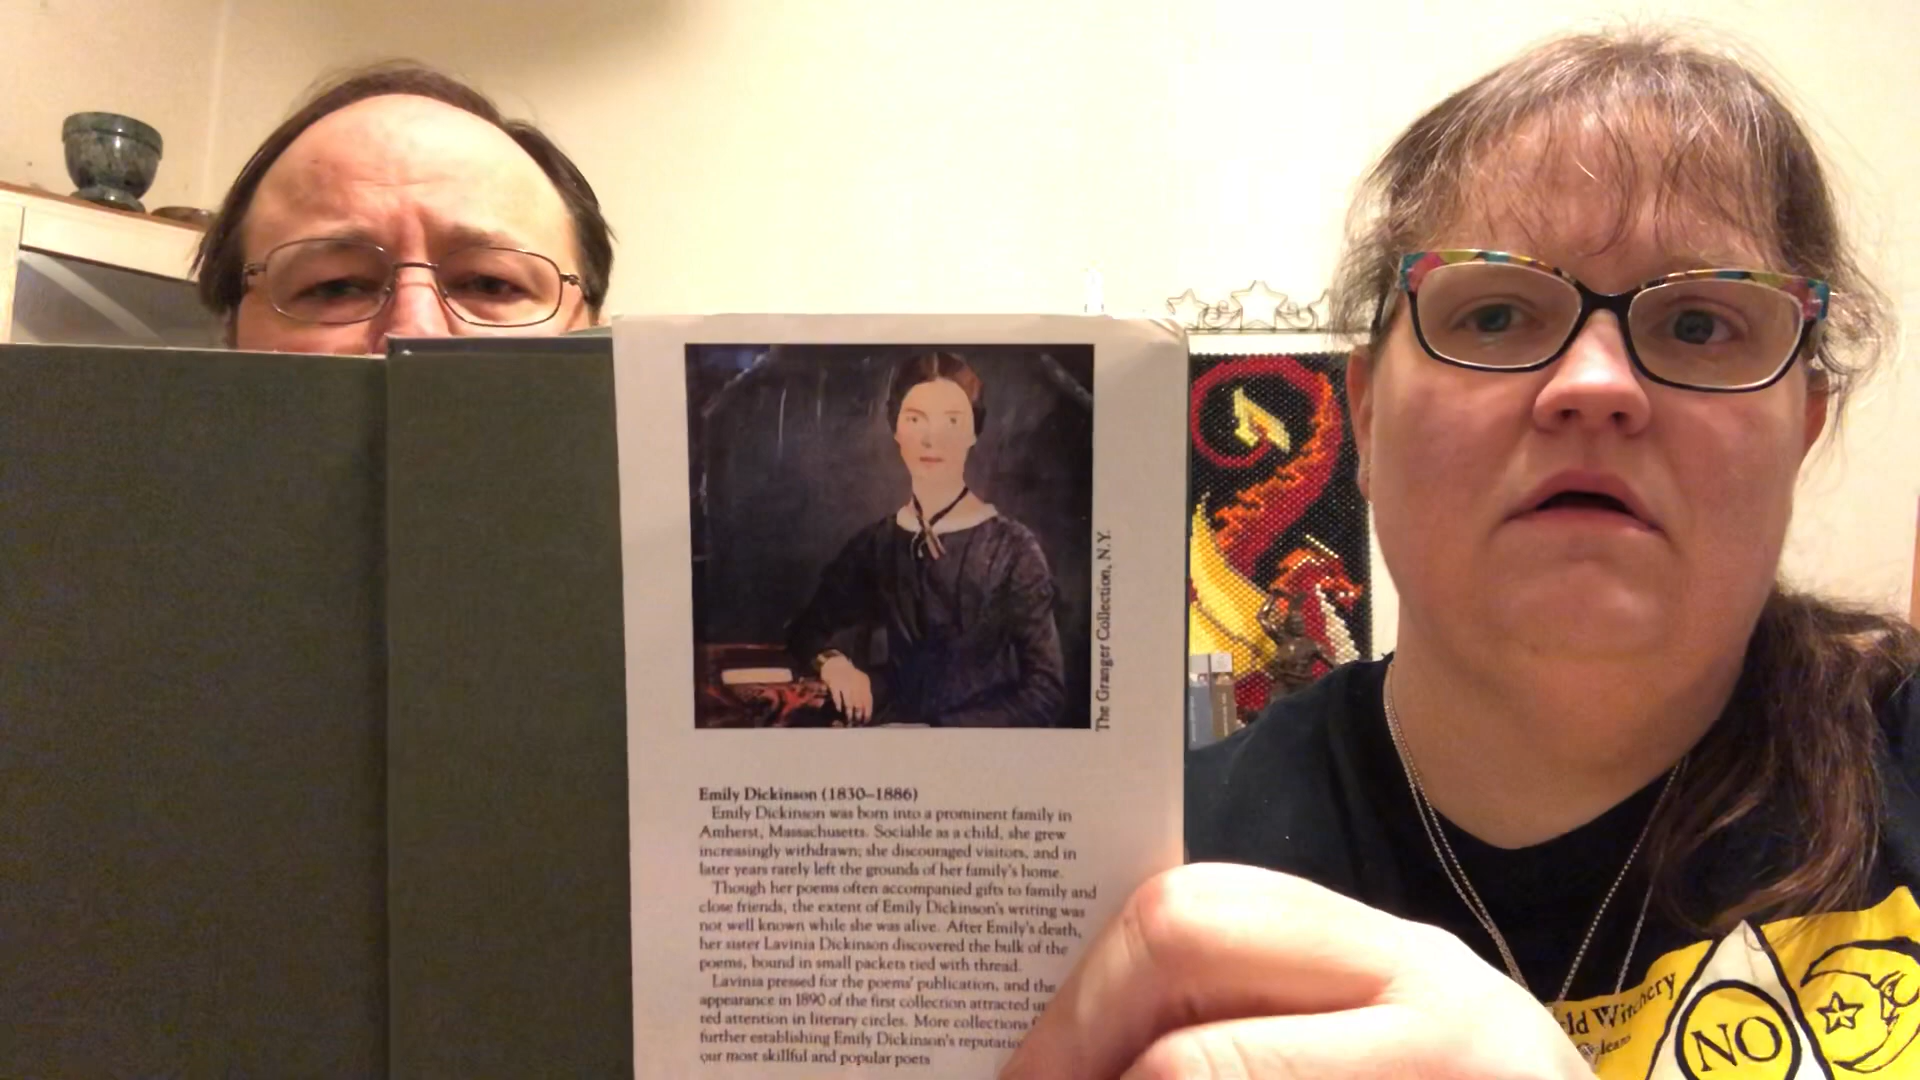 The Granger Collection, N.Y.
Emily Dickinson (1830–1886)
Emily Dickinson was born into a prominent family in
Amherst, Massachusetts. Sociable as a child, she grew
increasingly withdrawn; she discouraged visitors, and in
later years rarely left the grounds of her family's home.
Though her poems often accompanied gifts to family and
close friends, the extent of Emily Dickinson's writing was
not well known while she was alive. After Emily's death,
her sister Lavinia Dickinson discovered the bulk of the
poems, bound in small packets tied with thread.
Lavinia pressed for the poems' publication, and the
appearance in 1890 of the first collection attracted
red attention in literary circles. More collections
further establishing Emily Dickinson's
our most skillful and popular poets
ld Witchery
leans
NO